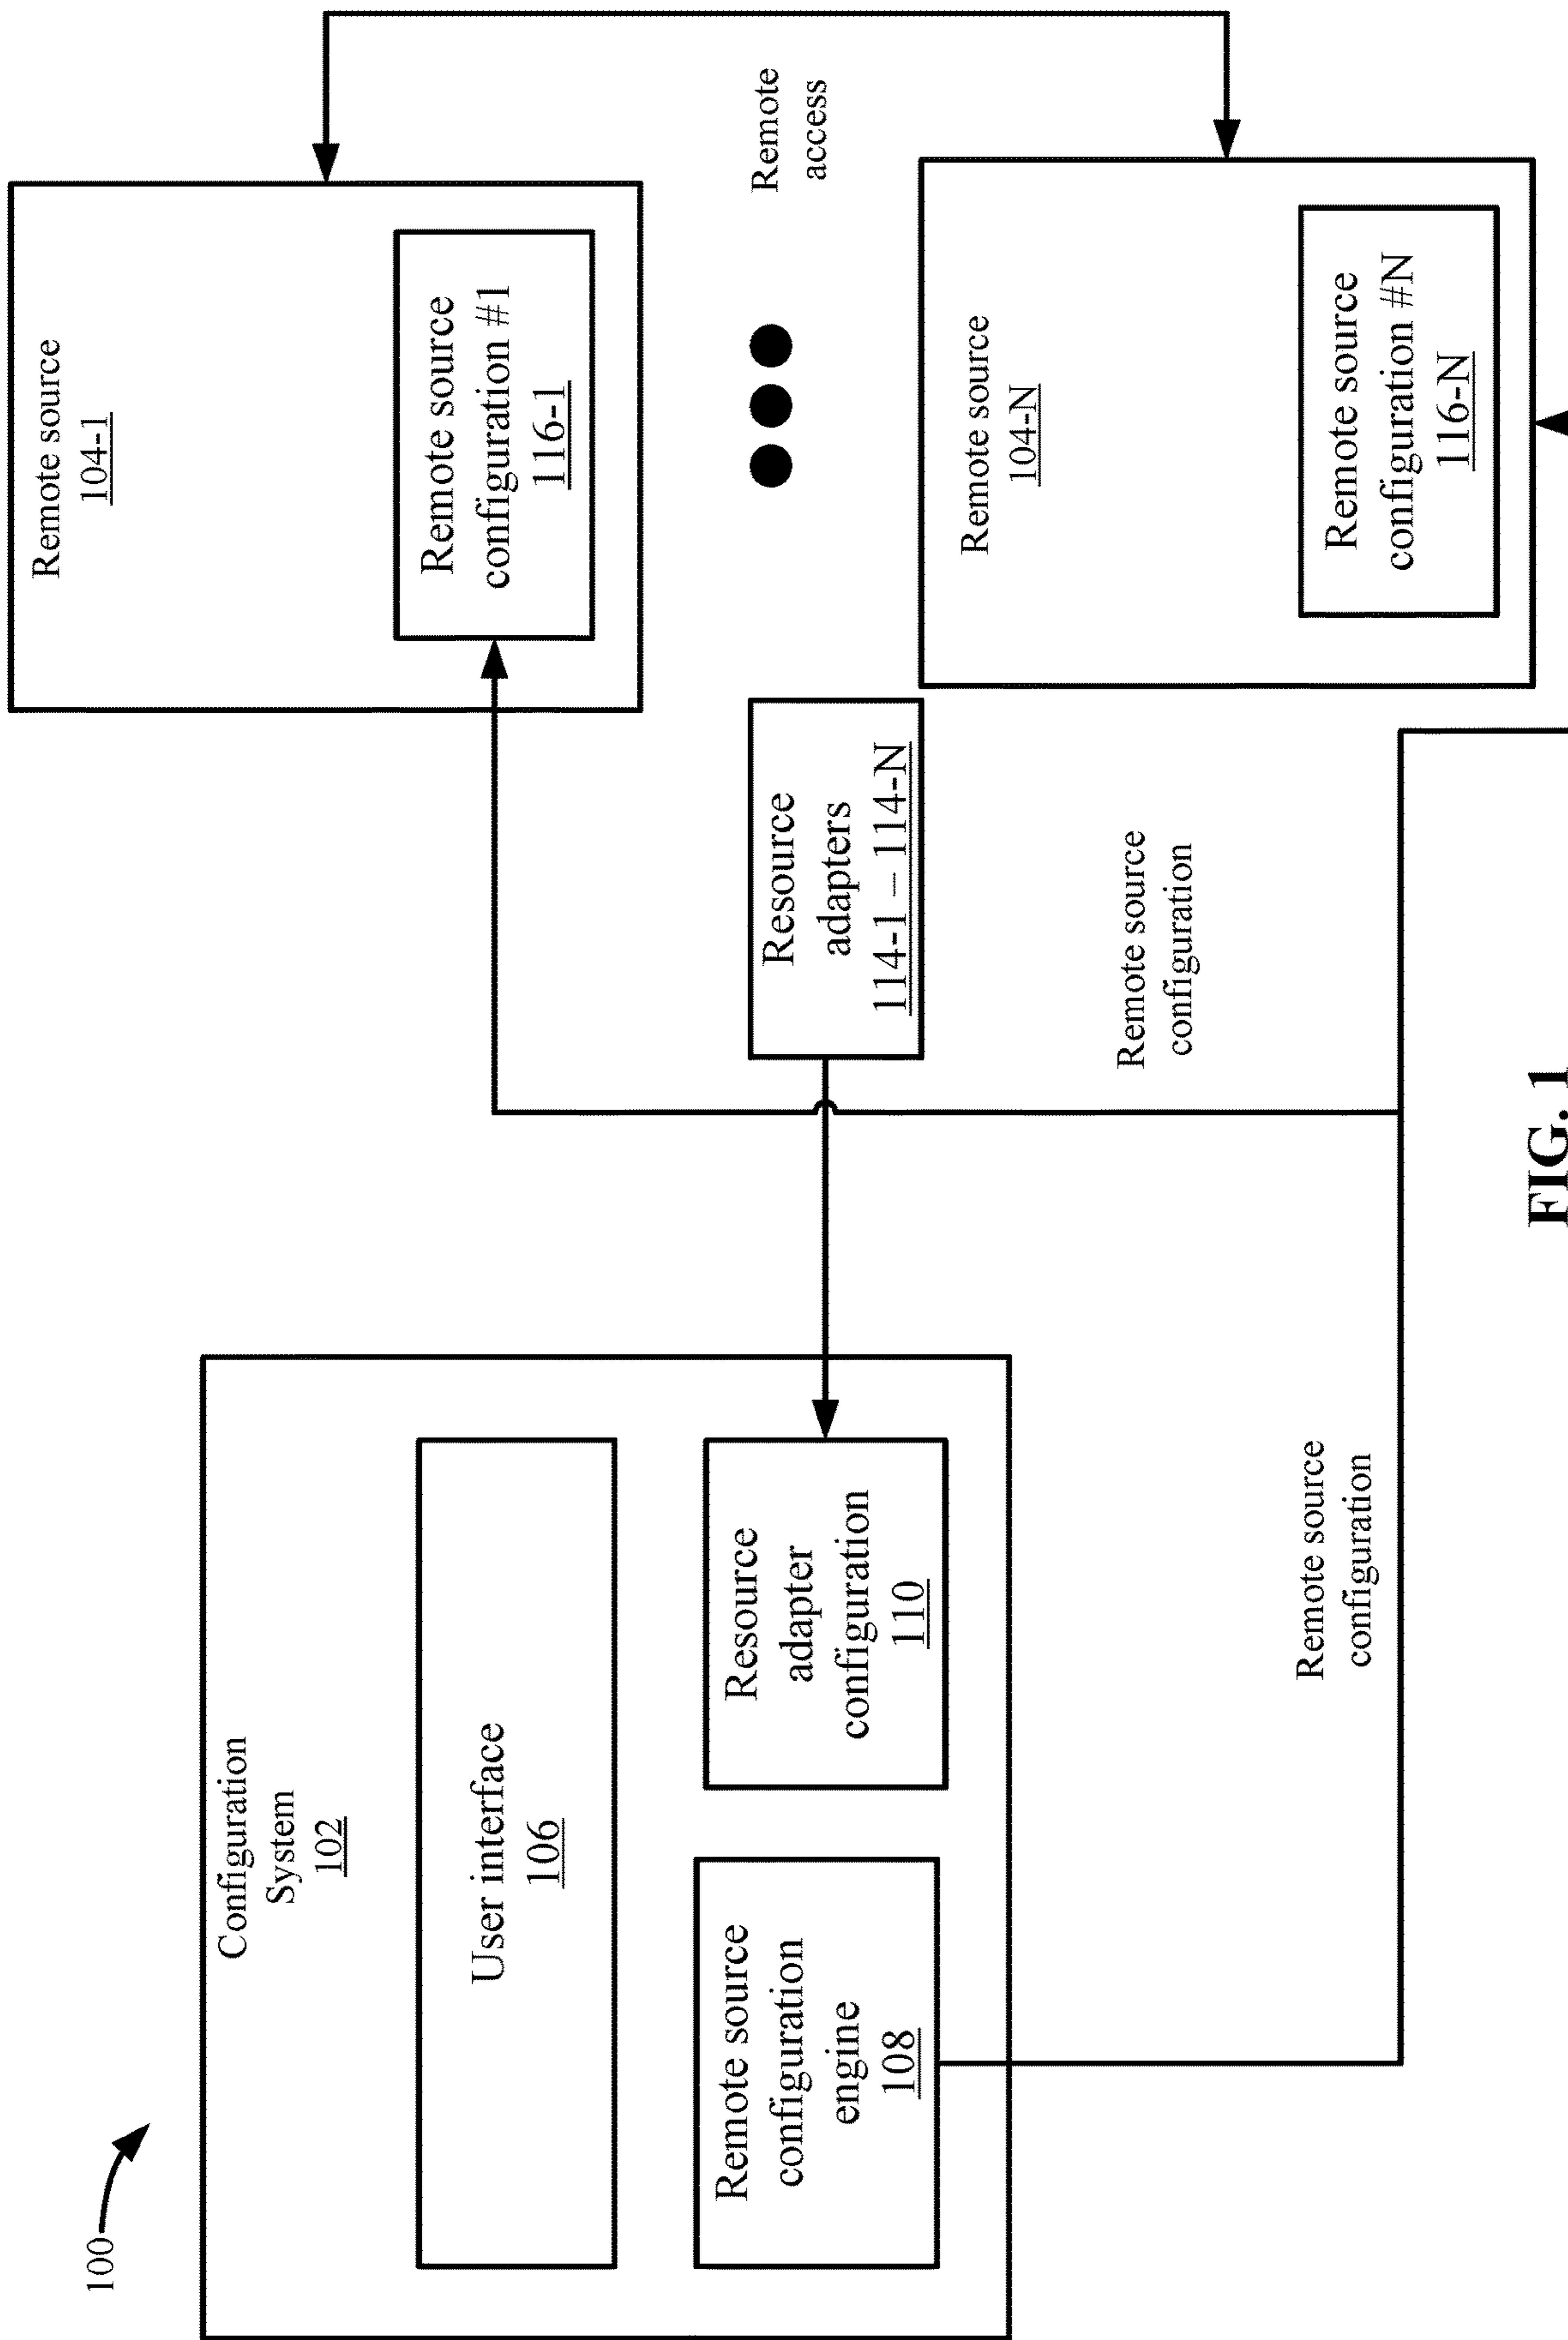 100
Configuration
System
102
User interface
106
Remote source
configuration
engine
108
Resource
adapter
configuration
110
Remote source
configuration
Resource
adapters
114-1 – 114-N
Remote source
configuration
Remote source
104-1
Remote source
configuration #1
116-1
Remote
access
Remote source
104-N
Remote source
configuration #N
116-N
FIG. 1